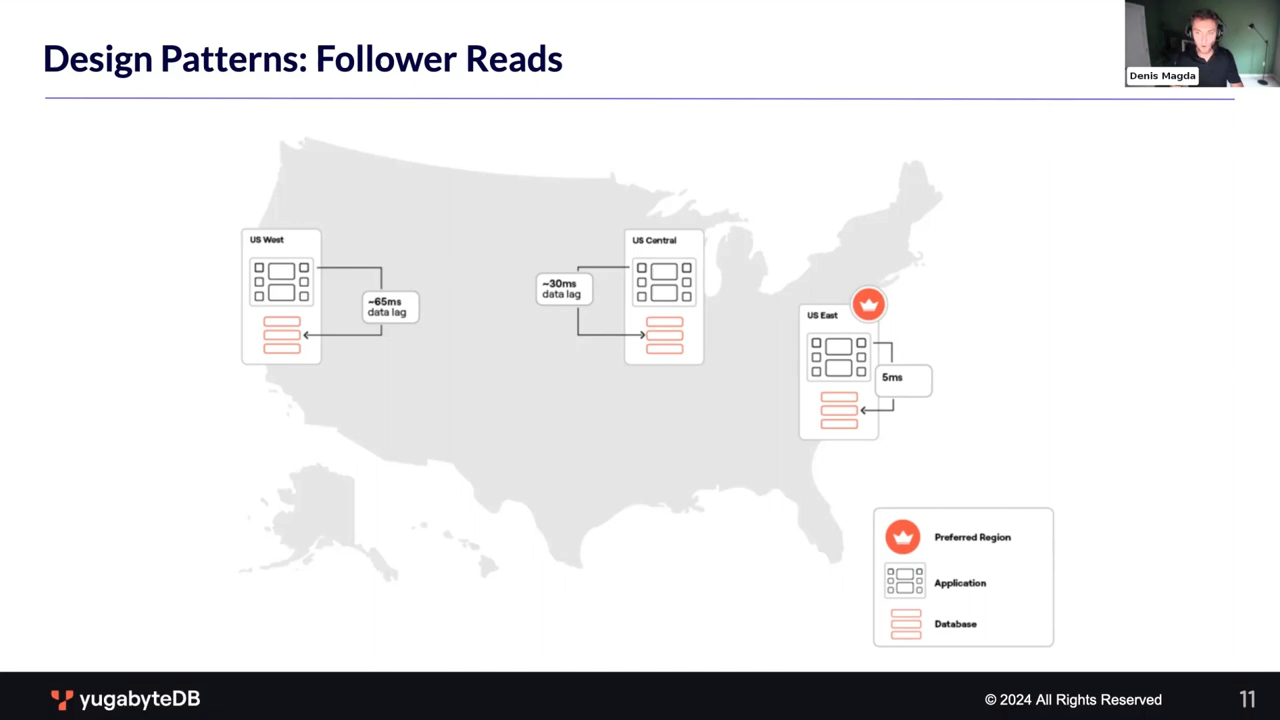 Design Patterns: Follower Reads
Denis Magda
US West
~65ms
data lag
US Central
~30ms
data lag
US East
5ms
Preferred Region
Application
Database
yugabyteDB
© 2024 All Rights Reserved
11